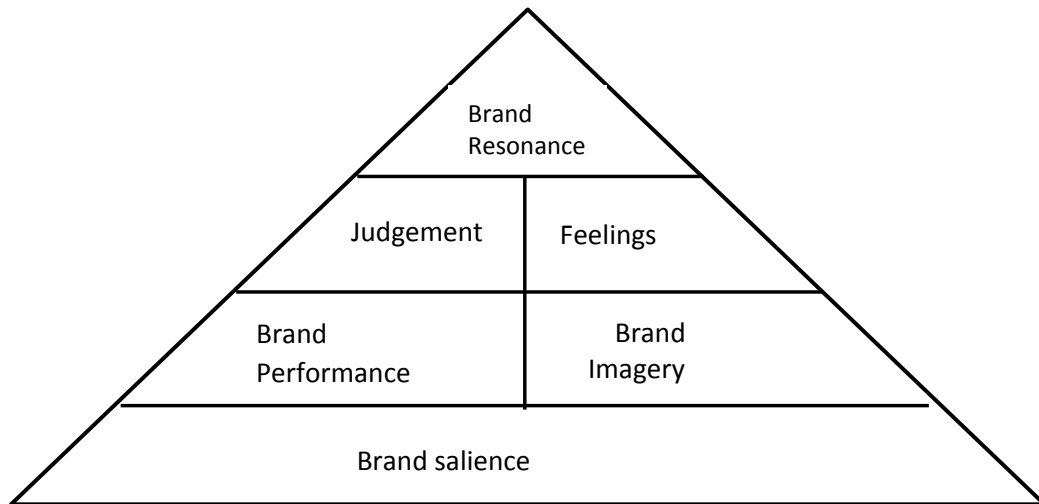 Brand
Resonance
Judgement
Feelings
Brand
Performance
Brand
Imagery
Brand salience